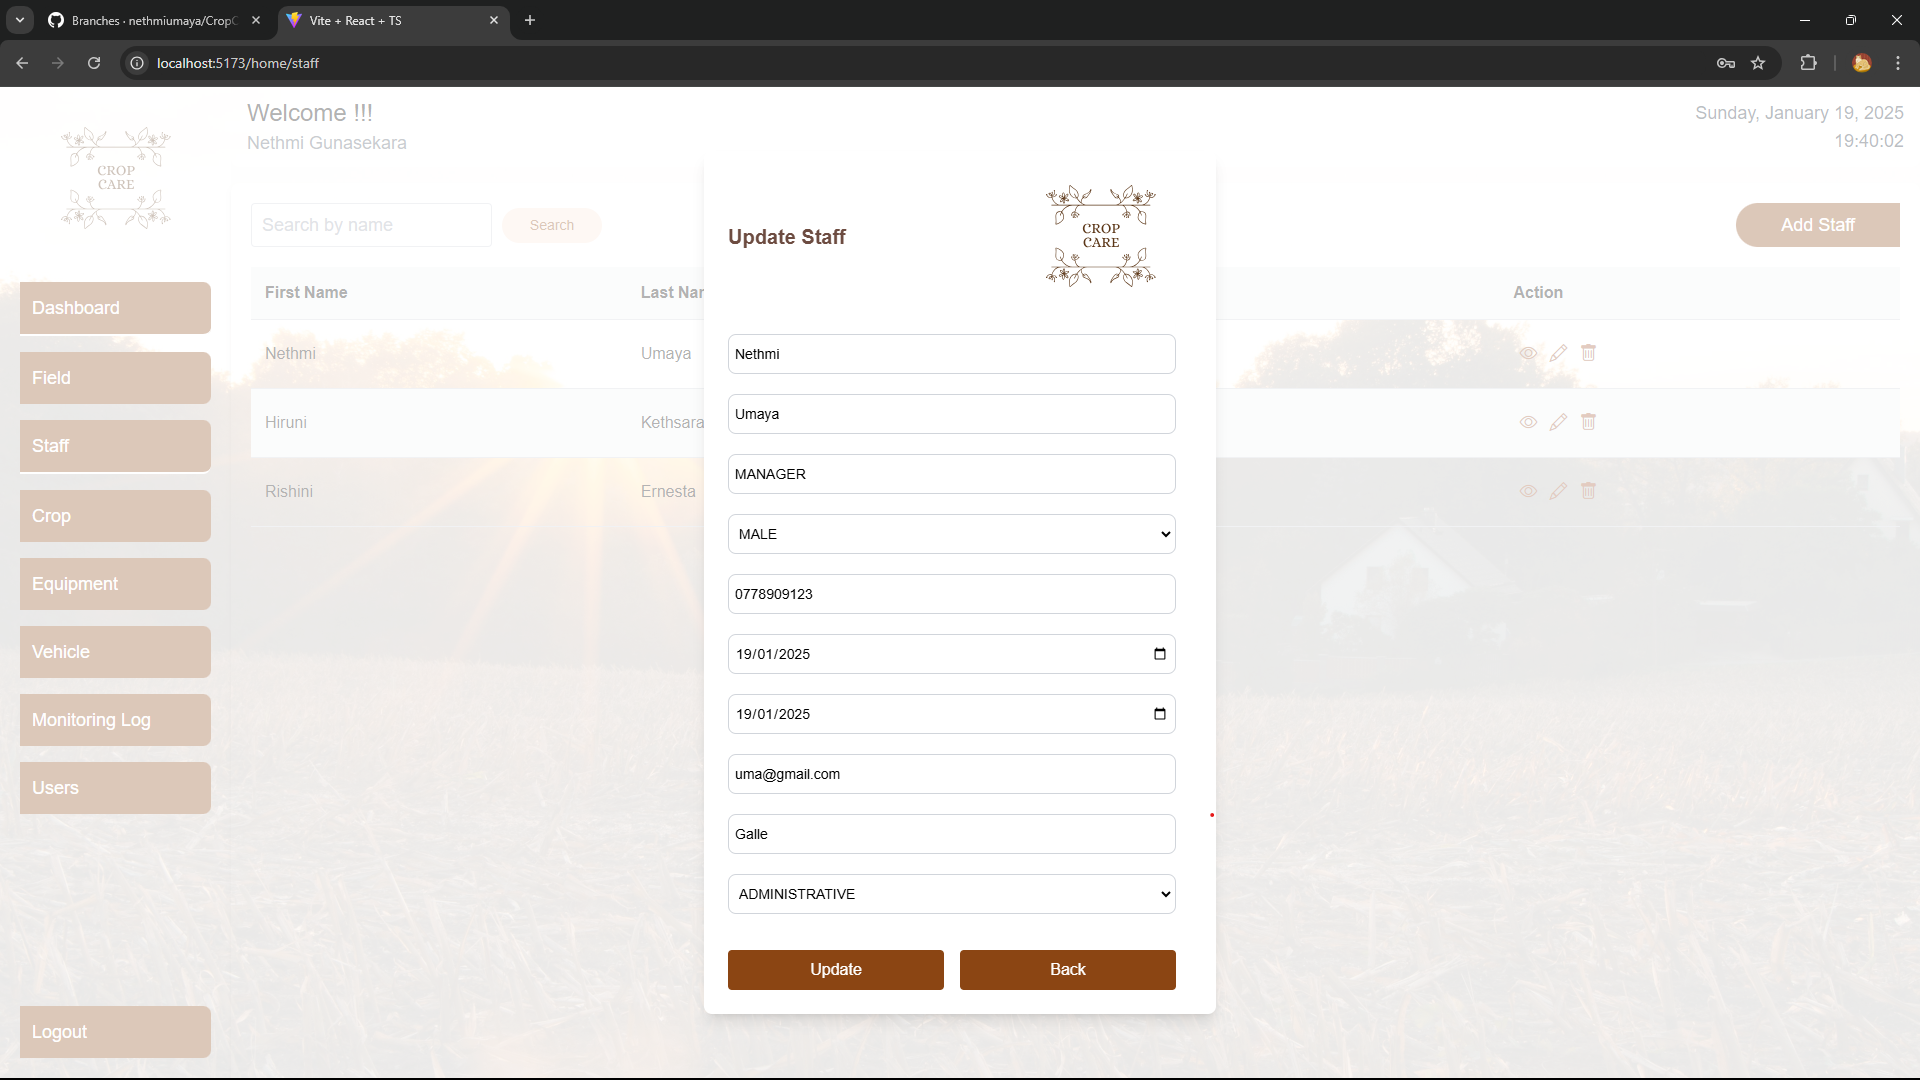 Branches · nethmiumaya/CropC
Vite + React + TS
localhost:5173/home/staff
CROP
CARE
Welcome !!!
Nethmi Gunasekara
Sunday, January 19, 2025
19:40:02
Search by name
Search
Add Staff
Dashboard
Field
Staff
Crop
Equipment
Vehicle
Monitoring Log
Users
Logout
First Name
Last Nar
Action
Nethmi
Umaya
Hiruni
Kethsara
Rishini
Ernesta
Update Staff
CROP
CARE
Nethmi
Umaya
MANAGER
MALE
0778909123
19/01/2025
19/01/2025
uma@gmail.com
Galle
ADMINISTRATIVE
Update
Back